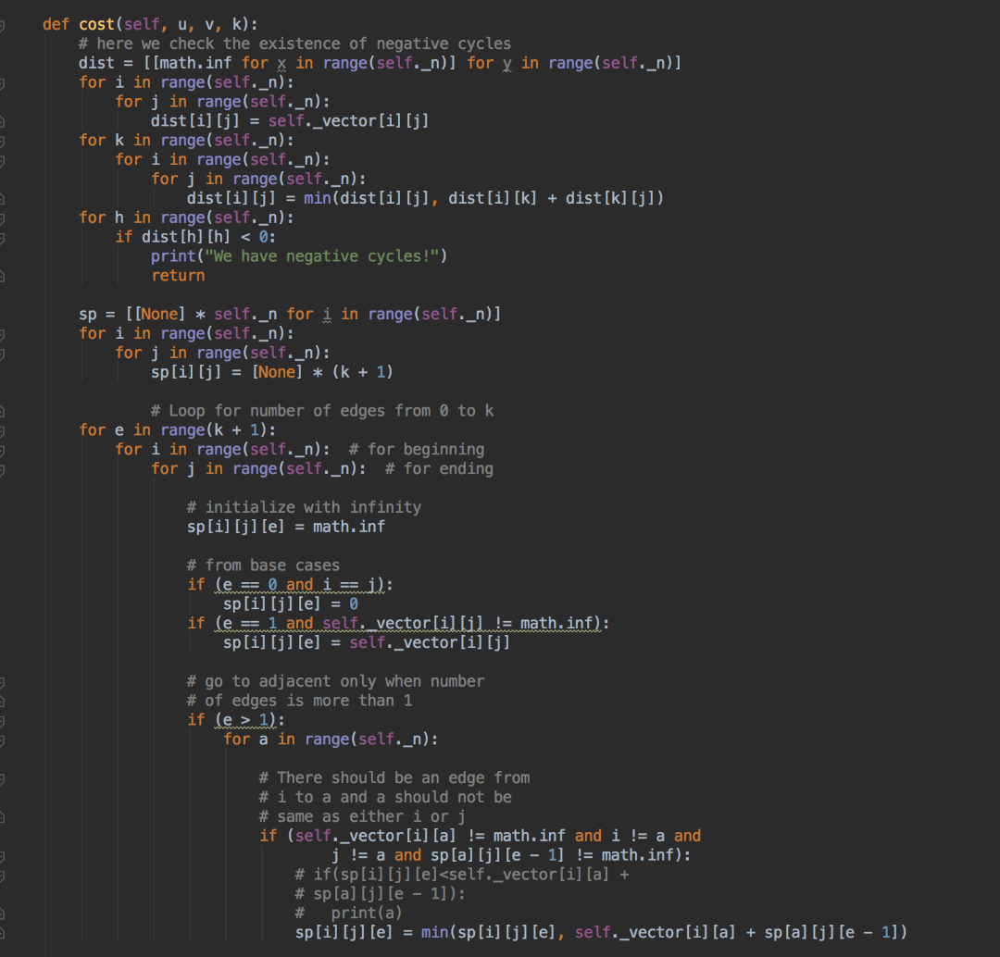 def cost(self, u, v, k):
# here we check the existence of negative cycles
dist = [[math.inf for x in range(self._n)] for y in range(self._n)]
for i in range(self._n):
for j in range(self._n):
dist[i][j] = self._vector[i][j]
for k in range(self._n):
for i in range(self._n):
for j in range(self._n):
dist[i][j] = min(dist[i][j], dist[i][k] + dist[k][j])
for h in range(self._n):
if dist[h][h] < 0:
print("We have negative cycles!")
return
sp = [[None] * self._n for i in range(self._n)]
for i in range(self._n):
for j in range(self._n):
sp[i][j] = [None] * (k + 1)
# Loop for number of edges from 0 to k
for e in range(k + 1):
for i in range(self._n):  # for beginning
for j in range(self._n):  # for ending
# initialize with infinity
sp[i][j][e] = math.inf
# from base cases
if (e == 0 and i == j):
sp[i][j][e] = 0
if (e == 1 and self._vector[i][j] != math.inf):
sp[i][j][e] = self._vector[i][j]
# go to adjacent only when number
# of edges is more than 1
if (e > 1):
for a in range(self._n):
# There should be an edge from
# i to a and a should not be
# same as either i or j
if (self._vector[i][a] != math.inf and i != a and
j != a and sp[a][j][e - 1] != math.inf):
# if(sp[i][j][e]<self._vector[i][a] +
# sp[a][j][e - 1]):
#   print(a)
sp[i][j][e] = min(sp[i][j][e], self._vector[i][a] + sp[a][j][e - 1])